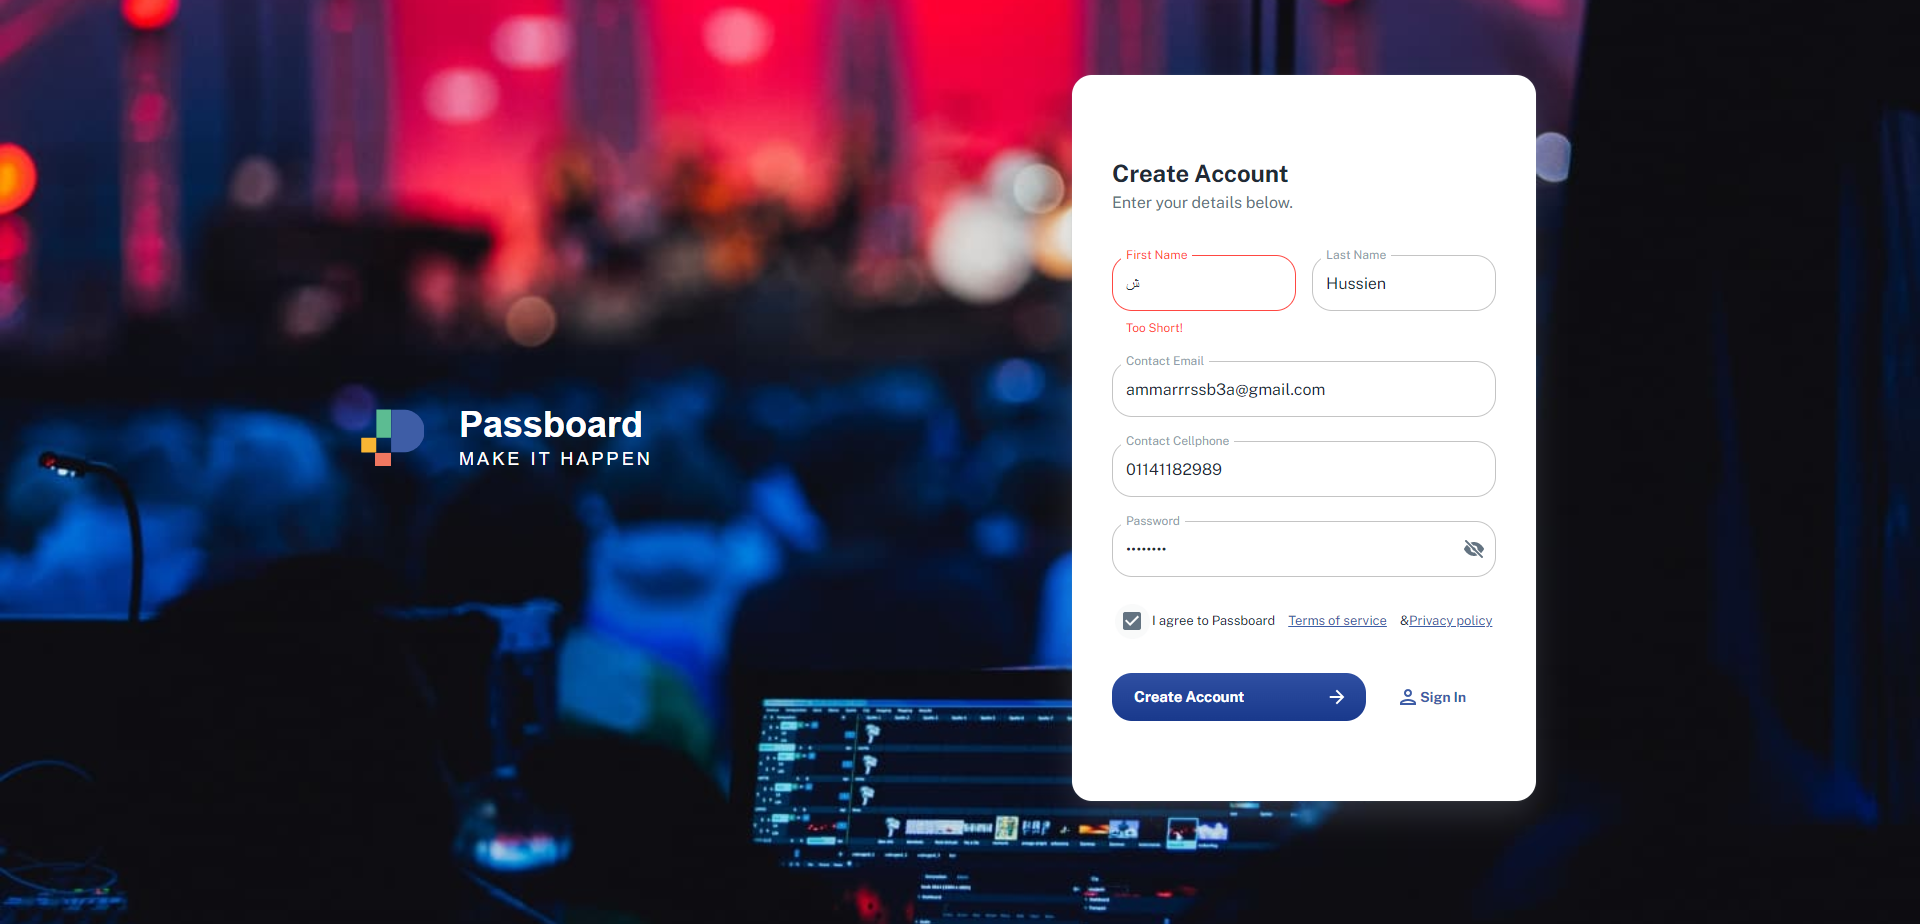 Passboard
MAKE IT HAPPEN
Create Account
Enter your details below.
First Name
ش
Too Short!
Last Name
Hussien
Contact Email
ammarrrssb3a@gmail.com
Contact Cellphone
01141182989
Password
••••••••
I agree to Passboard Terms of service &Privacy policy
Create Account
Sign In